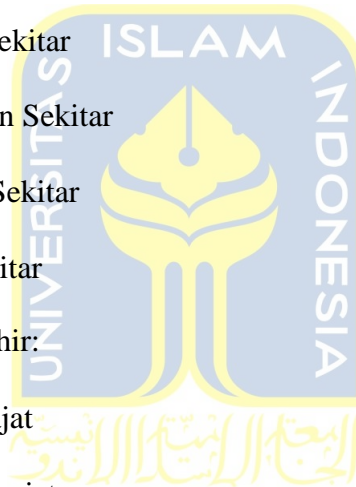 ekitar
n Sekitar
Sekitar
itar
hir:
jat
UNIVERSITAS
ISLAM
INDONESIA